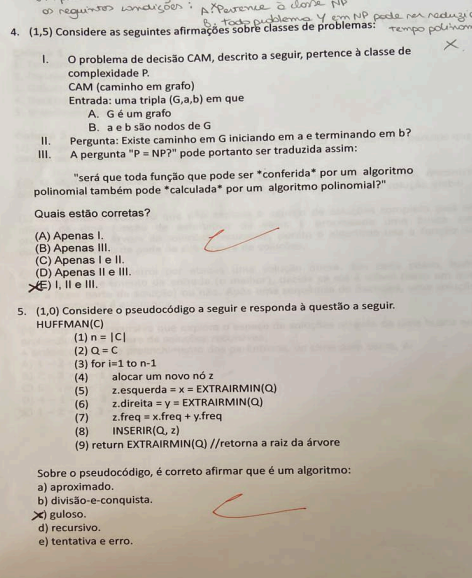 os seguintes condições: A: Pertence à classe NP
B: todo problema Y em NP pode ser reduzi
tempo polinom
4. (1,5) Considere as seguintes afirmações sobre classes de problemas:
I. O problema de decisão CAM, descrito a seguir, pertence à classe de
complexidade P.
CAM (caminho em grafo)
Entrada: uma tripla (G,a,b) em que
A. G é um grafo
B. a e b são nodos de G
II. Pergunta: Existe caminho em G iniciando em a e terminando em b?
III. A pergunta "P = NP?" pode portanto ser traduzida assim:
"será que toda função que pode ser *conferida* por um algoritmo
polinomial também pode *calculada* por um algoritmo polinomial?"
Quais estão corretas?
(A) Apenas I.
(B) Apenas III.
(C) Apenas I e II.
(D) Apenas II e III.
(E) I, II e III.
5. (1,0) Considere o pseudocódigo a seguir e responda à questão a seguir.
HUFFMAN(C)
(1) n = |C|
(2) Q = C
(3) for i=1 to n-1
(4) alocar um novo nó z
(5) z.esquerda = x = EXTRAIRMIN(Q)
(6) z.direita = y = EXTRAIRMIN(Q)
(7) z.freq = x.freq + y.freq
(8) INSERIR(Q, z)
(9) return EXTRAIRMIN(Q) //retorna a raiz da árvore
Sobre o pseudocódigo, é correto afirmar que é um algoritmo:
a) aproximado.
b) divisão-e-conquista.
c) guloso.
d) recursivo.
e) tentativa e erro.